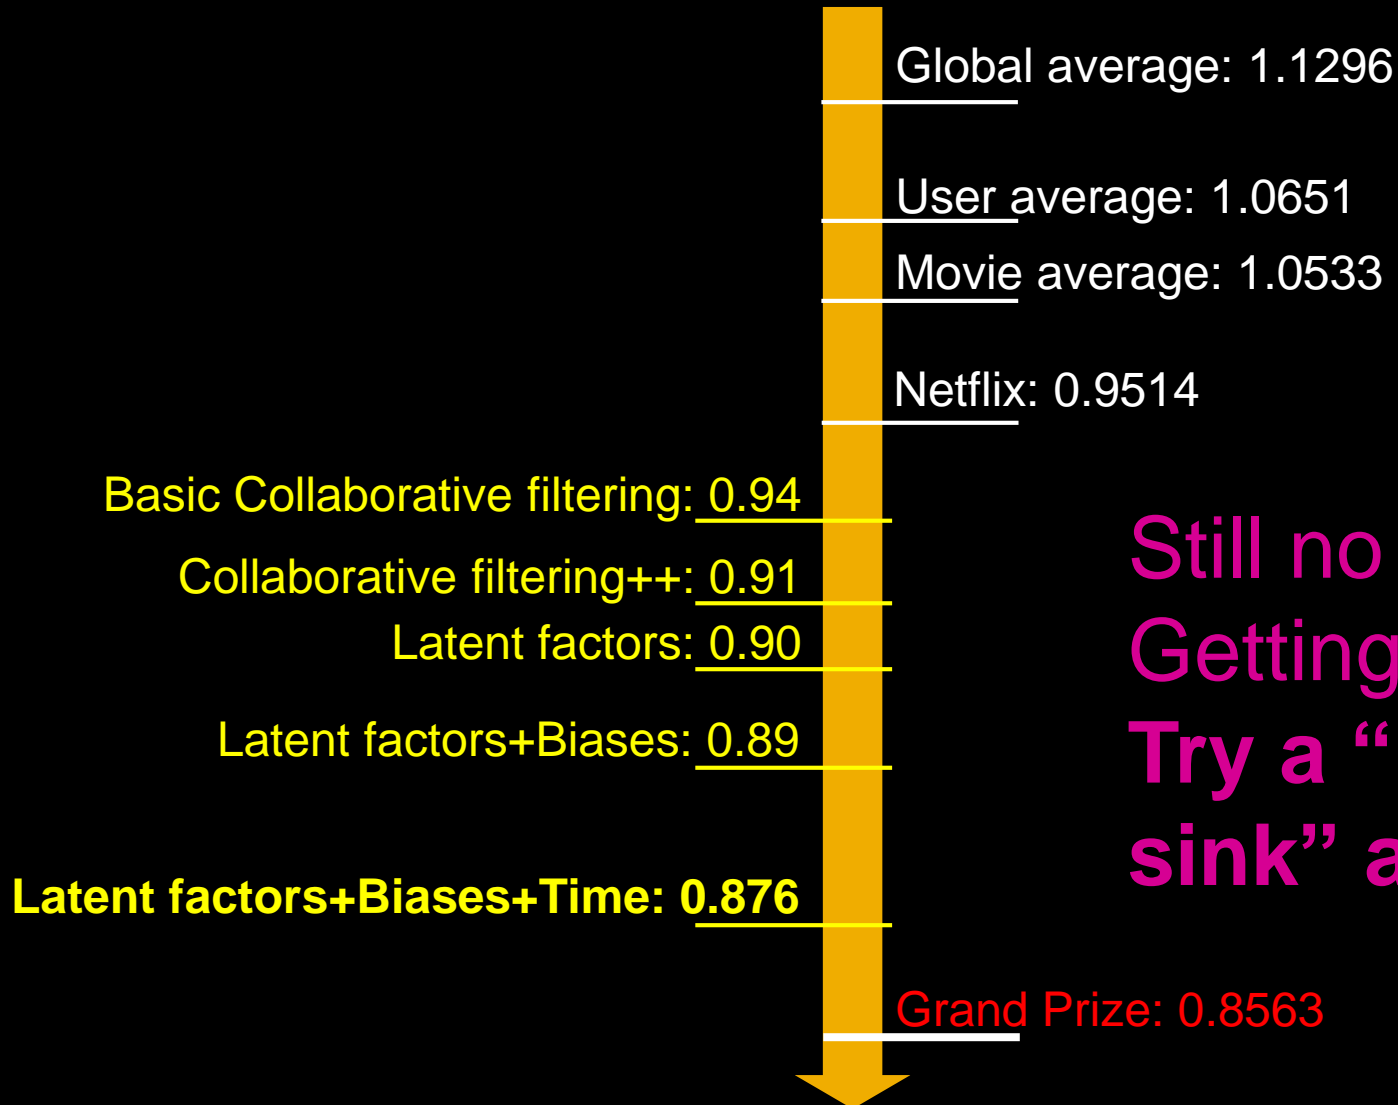 Global average: 1.1296
User average: 1.0651
Movie average: 1.0533
Netflix: 0.9514
Basic Collaborative filtering: 0.94
Collaborative filtering++: 0.91
Latent factors: 0.90
Latent factors+Biases: 0.89
Latent factors+Biases+Time: 0.876
Still no
Getting
Try a “
sink” a
Grand Prize: 0.8563